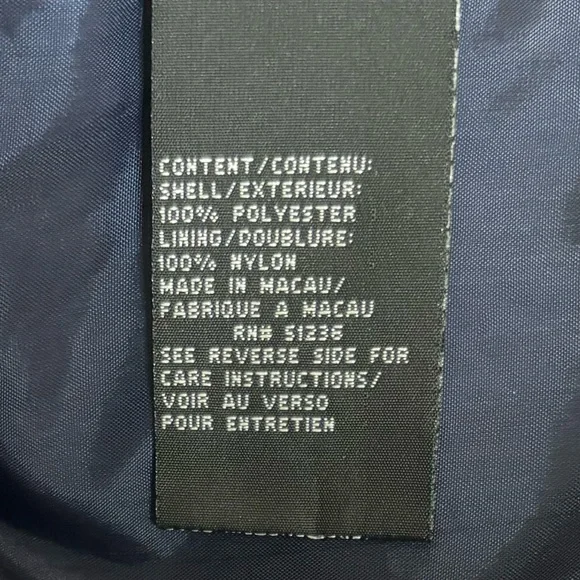 CONTENT/CONTENU:
SHELL/EXTERIEUR:
100% POLYESTER
LINING/DOUBLURE:
100% NYLON
MADE IN MACAU/
FABRIQUE A MACAU
RN# 51236
SEE REVERSE SIDE FOR
CARE INSTRUCTIONS/
VOIR AU VERSO
POUR ENTRETIEN